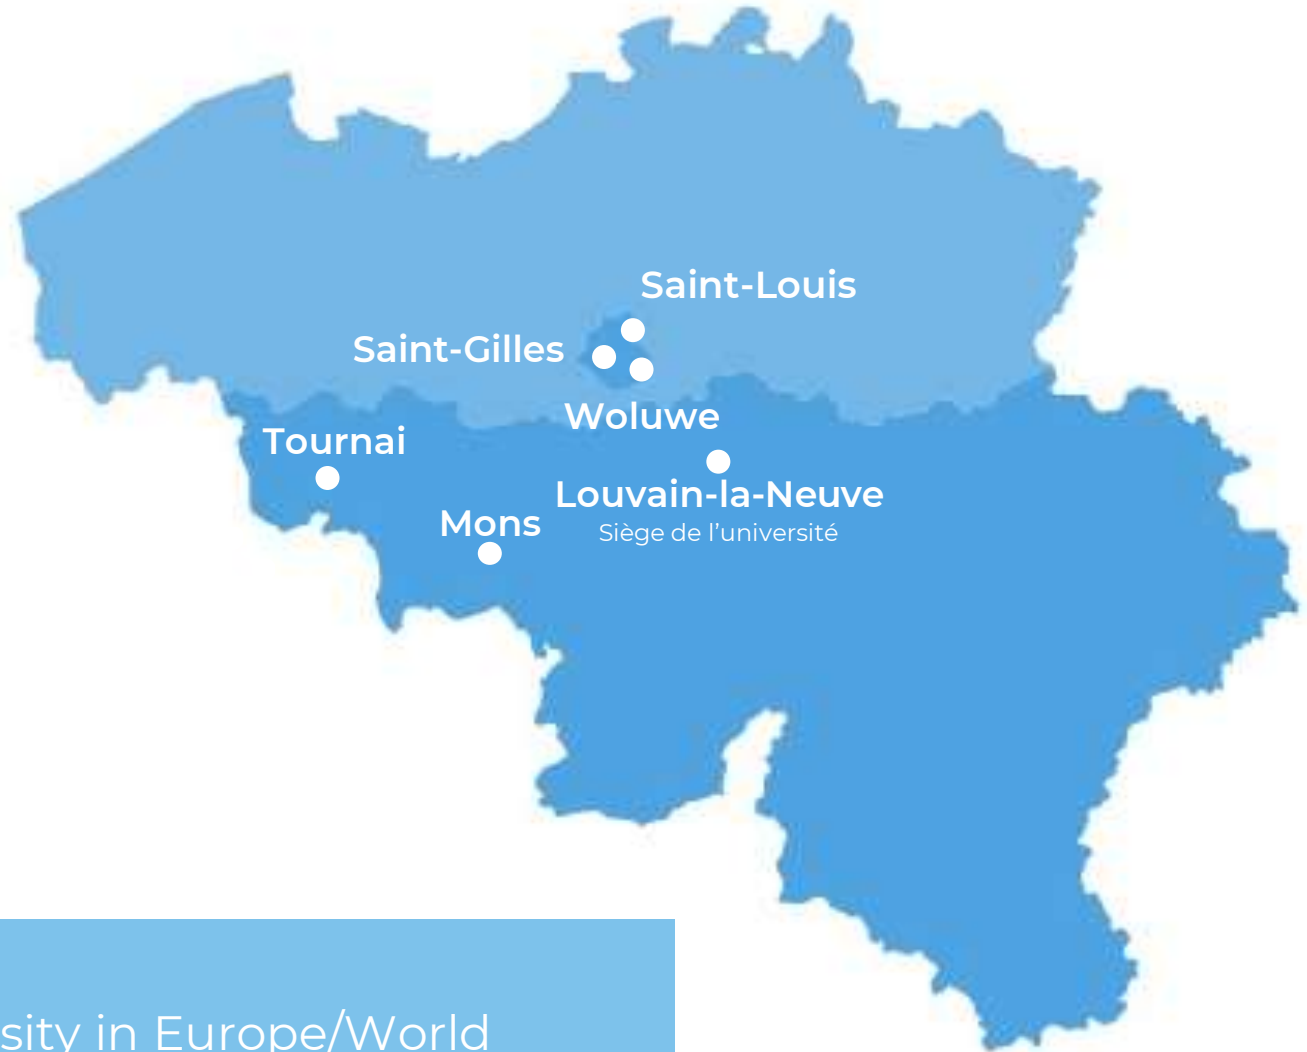 Saint-Louis
Saint-Gilles
Woluwe
Tournai
Louvain-la-Neuve
Mons
Siège de l'université
sity in Europe/World